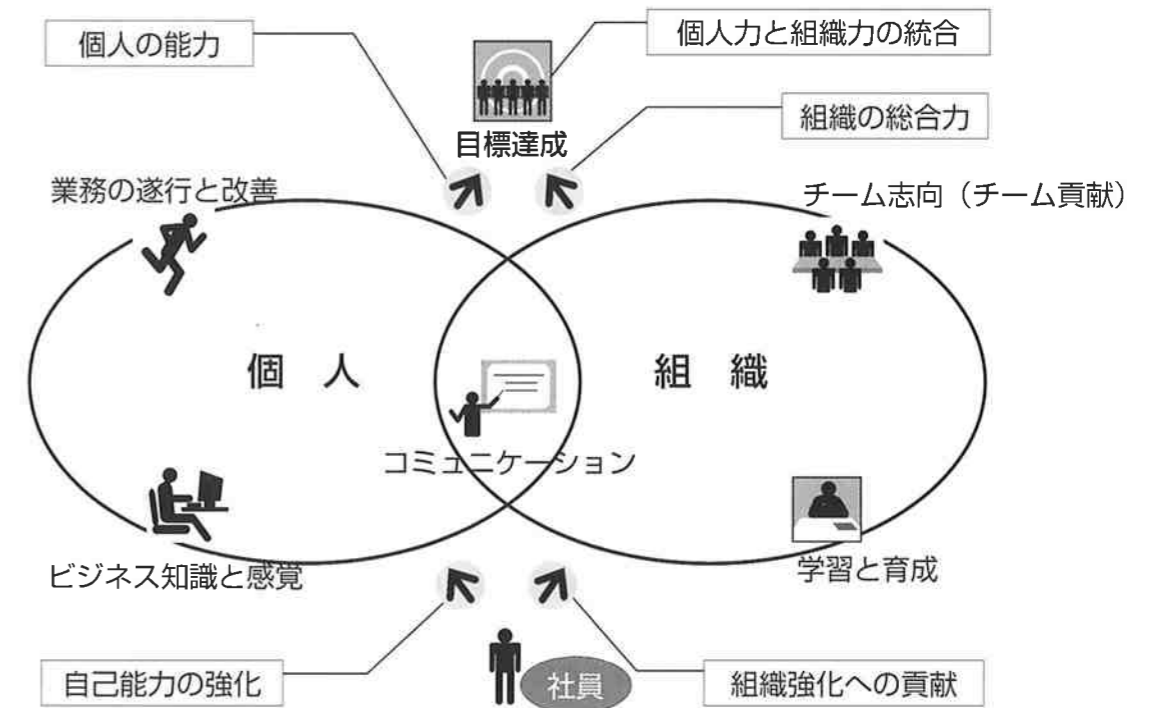 個人の能力
個人力と組織力の統合
組織の総合力
目標達成
業務の遂行と改善
チーム志向（チーム貢献）
個人
組織
コミュニケーション
ビジネス知識と感覚
学習と育成
自己能力の強化
社員
組織強化への貢献